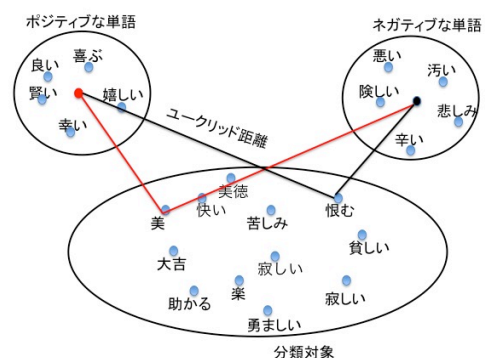 ポジティブな単語
ネガティブな単語
良い
喜ぶ
賢い
嬉しい
幸い
悪い
汚い
険しい
悲しみ
辛い
ユークリッド距離
美徳
美
快い
苦しみ
恨む
大吉
寂しい
貧しい
助かる
楽
寂しい
勇ましい
分類対象